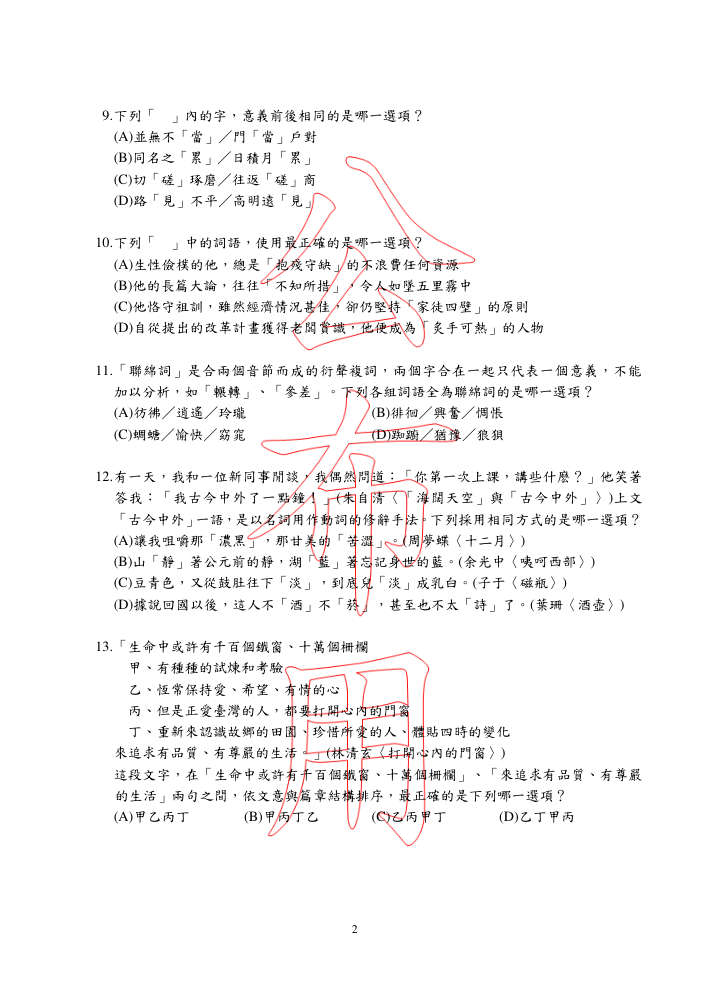 9.下列「　」內的字，意義前後相同的是哪一選項？
(A)並無不「當」／門「當」戶對
(B)同名之「累」／日積月「累」
(C)切「磋」琢磨／往返「磋」商
(D)路「見」不平／高明遠「見」
10.下列「　」中的詞語，使用最正確的是哪一選項？
(A)生性儉樸的他，總是「抱殘守缺」的不浪費任何資源
(B)他的長篇大論，往往「不知所措」，令人如墜五里霧中
(C)他恪守祖訓，雖然經濟情況甚佳，卻仍堅持「家徒四壁」的原則
(D)自從提出的改革計畫獲得老闆賞識，他便成為「炙手可熱」的人物
11.「聯綿詞」是合兩個音節而成的衍聲複詞，兩個字合在一起只代表一個意義，不能
加以分析，如「輾轉」、「參差」。下列各組詞語全為聯綿詞的是哪一選項？
(A)彷彿／逍遙／玲瓏　(B)徘徊／興奮／惆悵
(C)蜩螗／愉快／窈窕　(D)踟躕／猶豫／狼狽
12.有一天，我和一位新同事閒談，我偶然問道：「你第一次上課，講些什麼？」他笑著
答我：「我古今中外了一點鐘！」(朱自清〈「海闊天空」與「古今中外」〉)上文
「古今中外」一語，是以名詞用作動詞的修辭手法。下列採用相同方式的是哪一選項？
(A)讓我咀嚼那「濃黑」，那甘美的「苦澀」。(周夢蝶〈十二月〉)
(B)山「靜」著公元前的靜，湖「藍」著忘記身世的藍。(余光中〈咦呵西部〉)
(C)豆青色，又從鼓肚往下「淡」，到底兒「淡」成乳白。(子于〈磁瓶〉)
(D)據說回國以後，這人不「酒」不「菸」，甚至也不太「詩」了。(葉珊〈酒壺〉)
13.「生命中或許有千百個鐵窗、十萬個柵欄
甲、有種種的試煉和考驗
乙、恆常保持愛、希望、有情的心
丙、但是正愛臺灣的人，都要打開心內的門窗
丁、重新來認識故鄉的田園、珍惜所愛的人、體貼四時的變化
來追求有品質、有尊嚴的生活。」(林清玄〈打開心內的門窗〉)
這段文字，在「生命中或許有千百個鐵窗、十萬個柵欄」、「來追求有品質、有尊嚴
的生活」兩句之間，依文意與篇章結構排序，最正確的是下列哪一選項？
(A)甲乙丙丁　(B)甲丙丁乙　(C)乙丙甲丁　(D)乙丁甲丙
公布用
2